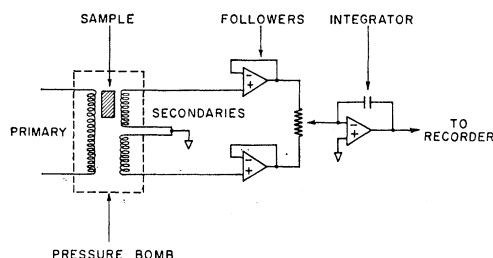 SAMPLE
FOLLOWERS
INTEGRATOR
PRIMARY
SECONDARIES
TO
RECORDER
PRESSURE BOMB